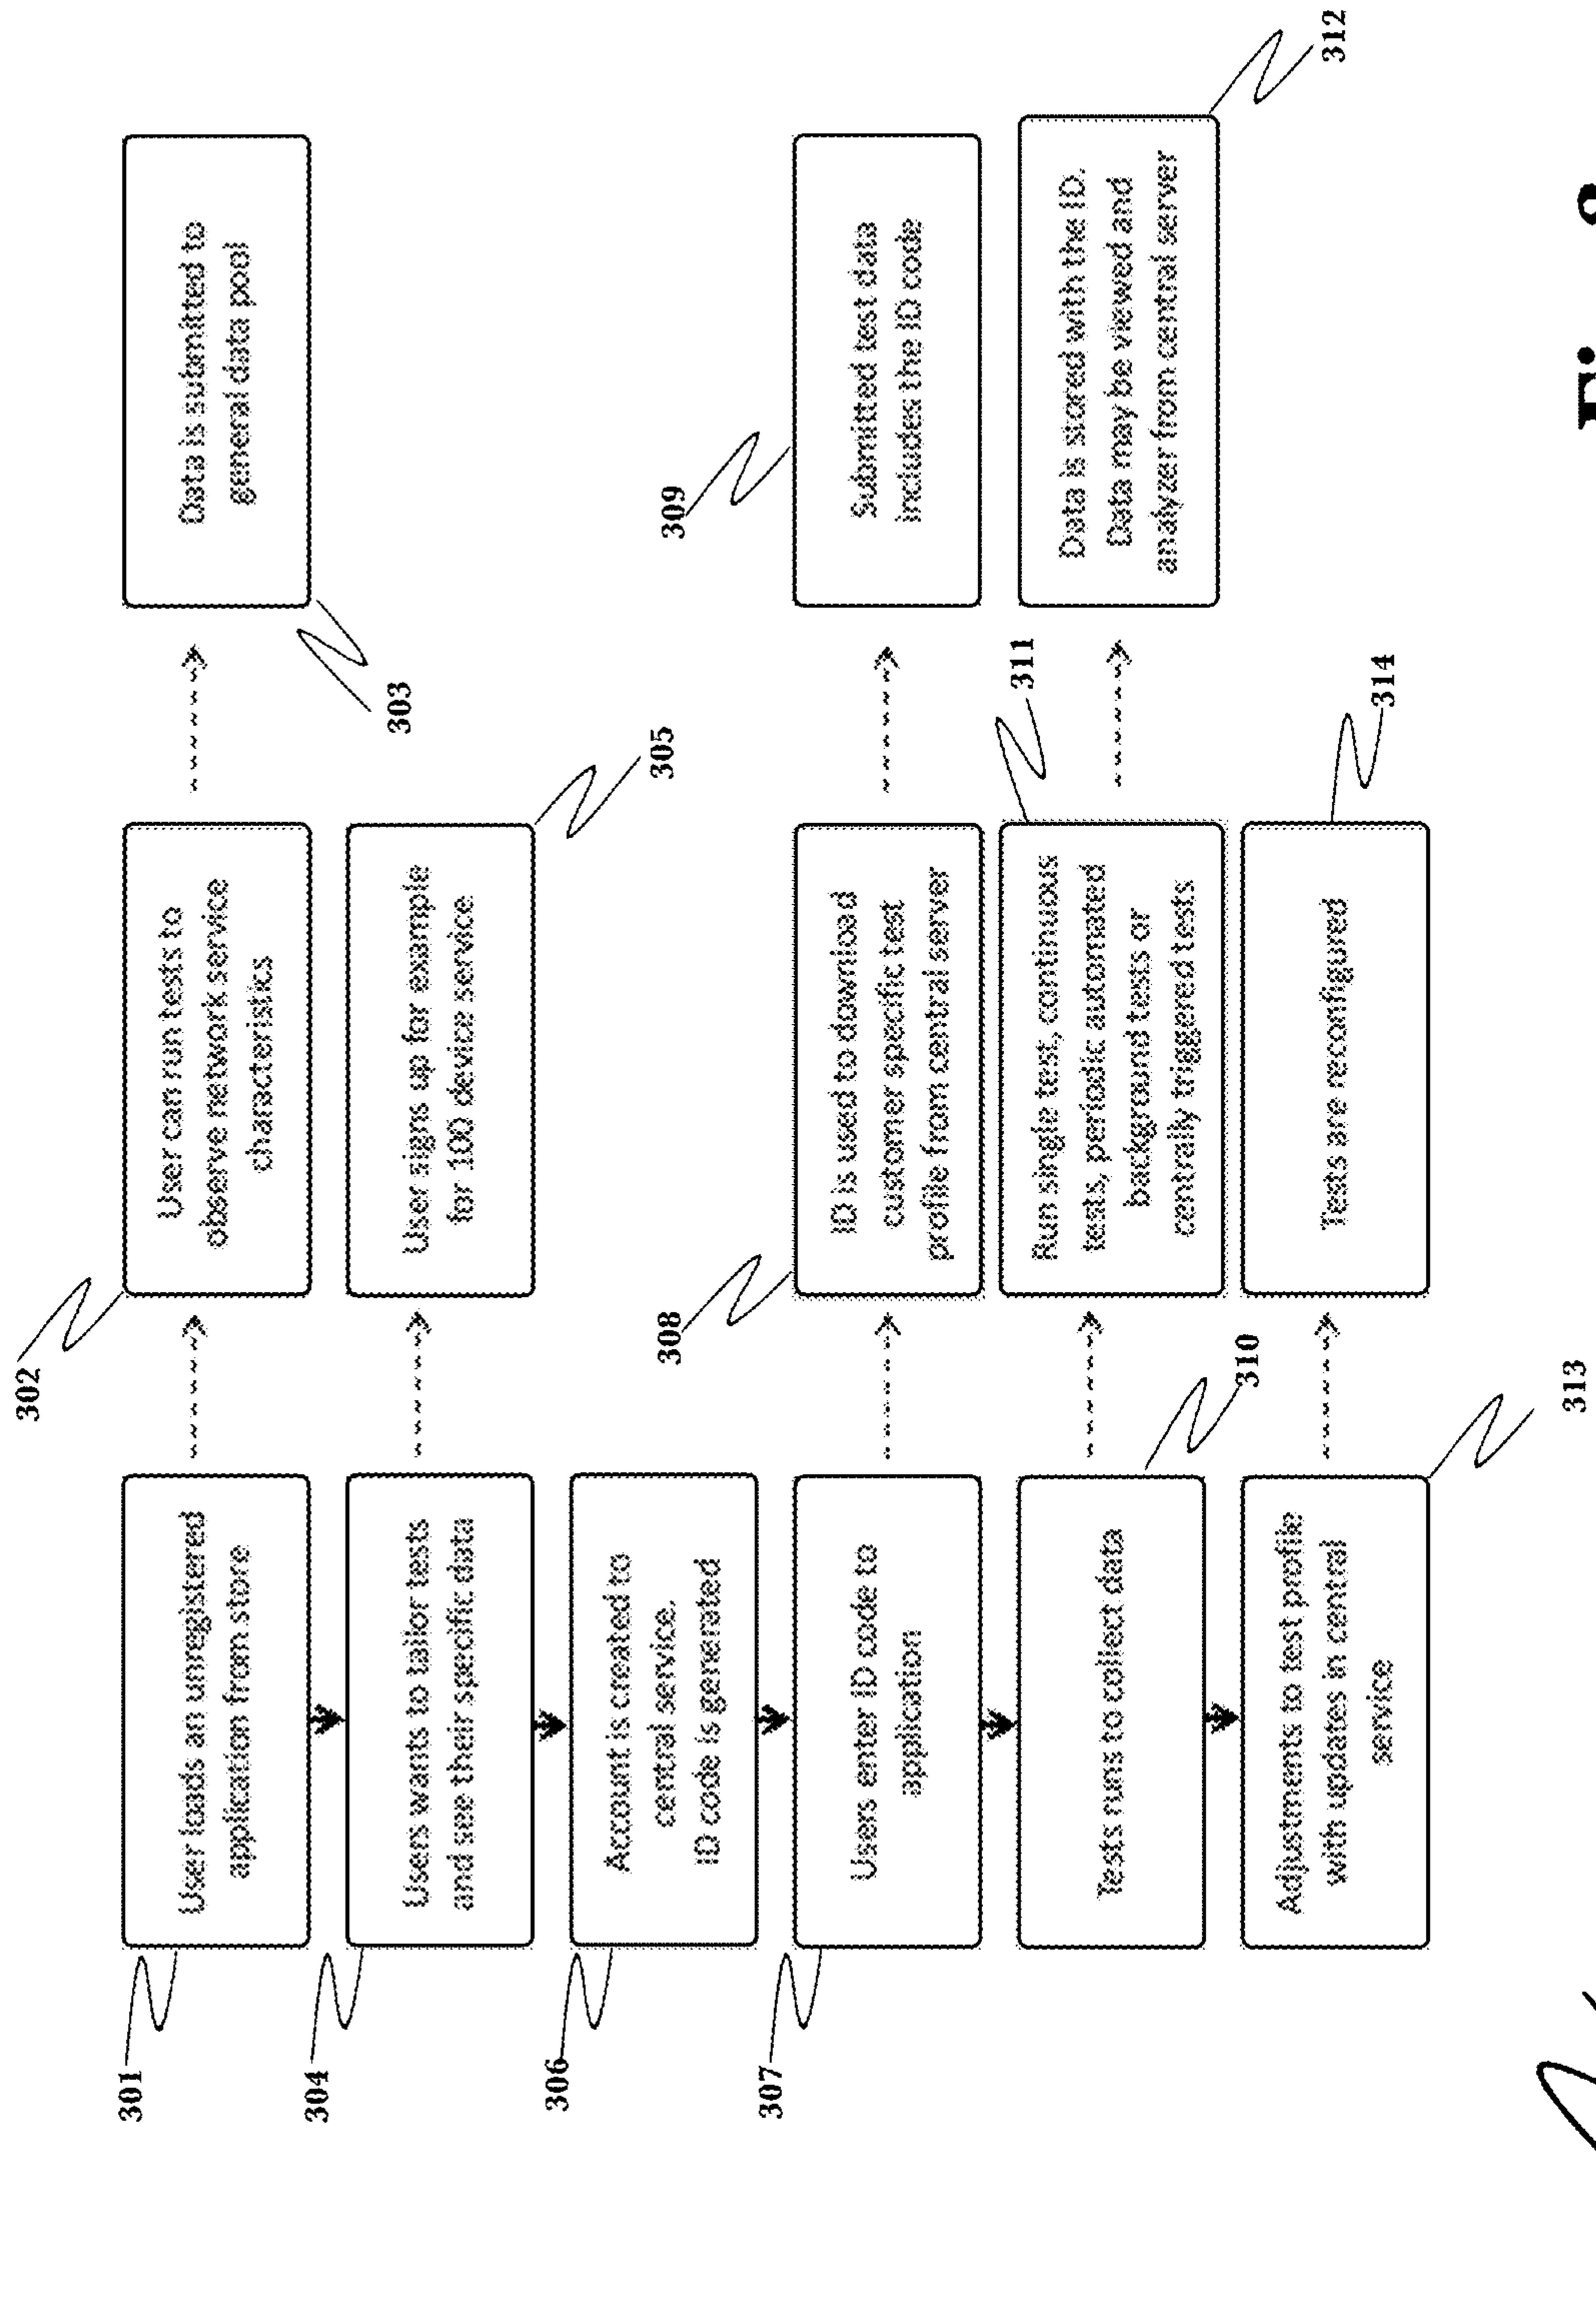 301
User loads an unregistered
application from store
302
User can run tests to
observe network service
characteristics
303
Data is submitted to
general data pool
304
Users wants to tailor tests
and see their specific data
305
User signs up for example
for 100 device service
306
Account is created to
central service.
ID code is generated
307
Users enter ID code to
application
308
ID is used to download
customer specific test
profile from central server
309
Submitted test data
includes the ID code
310
Tests runs to collect data
311
Run single test, continuous
tests, periodic automated
background tests or
centrally triggered tests
312
Data is stored with the ID.
Data may be viewed and
analyzer from central server
313
Adjustments to test profile
with updates in central
service
314
Tests are reconfigured